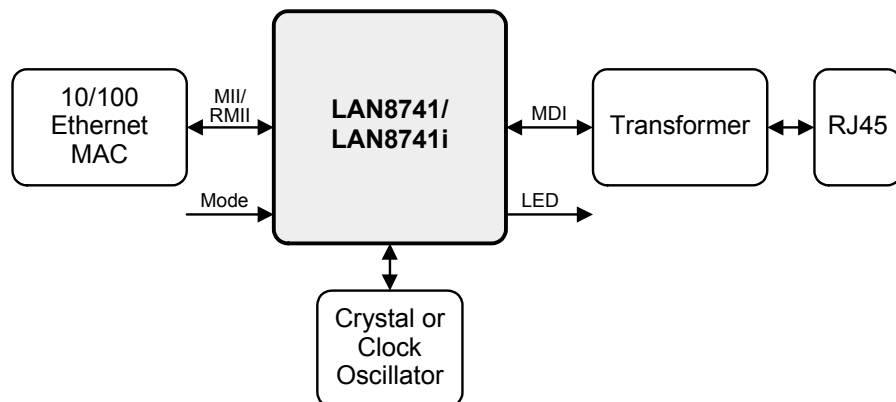 10/100
Ethernet
MAC
MII/
RMII
Mode
LAN8741/
LAN8741i
MDI
LED
Transformer
RJ45
Crystal or
Clock
Oscillator